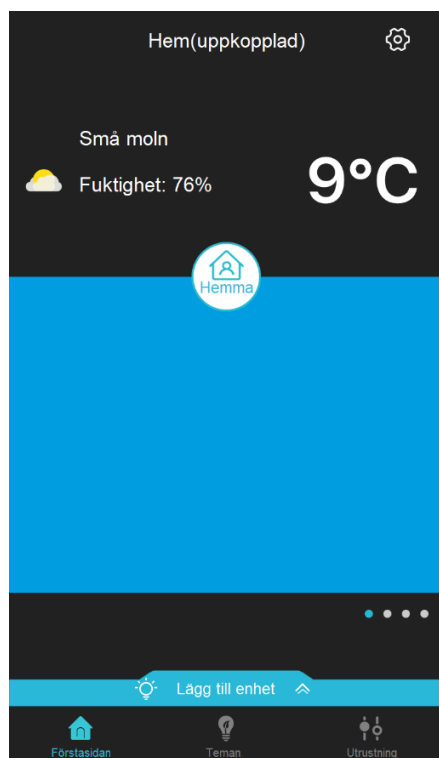 Hem(uppkopplad)
Små moln
Fuktighet: 76%
9°C
Hemma
Lägg till enhet
Förstasidan
Teman
Utrustning